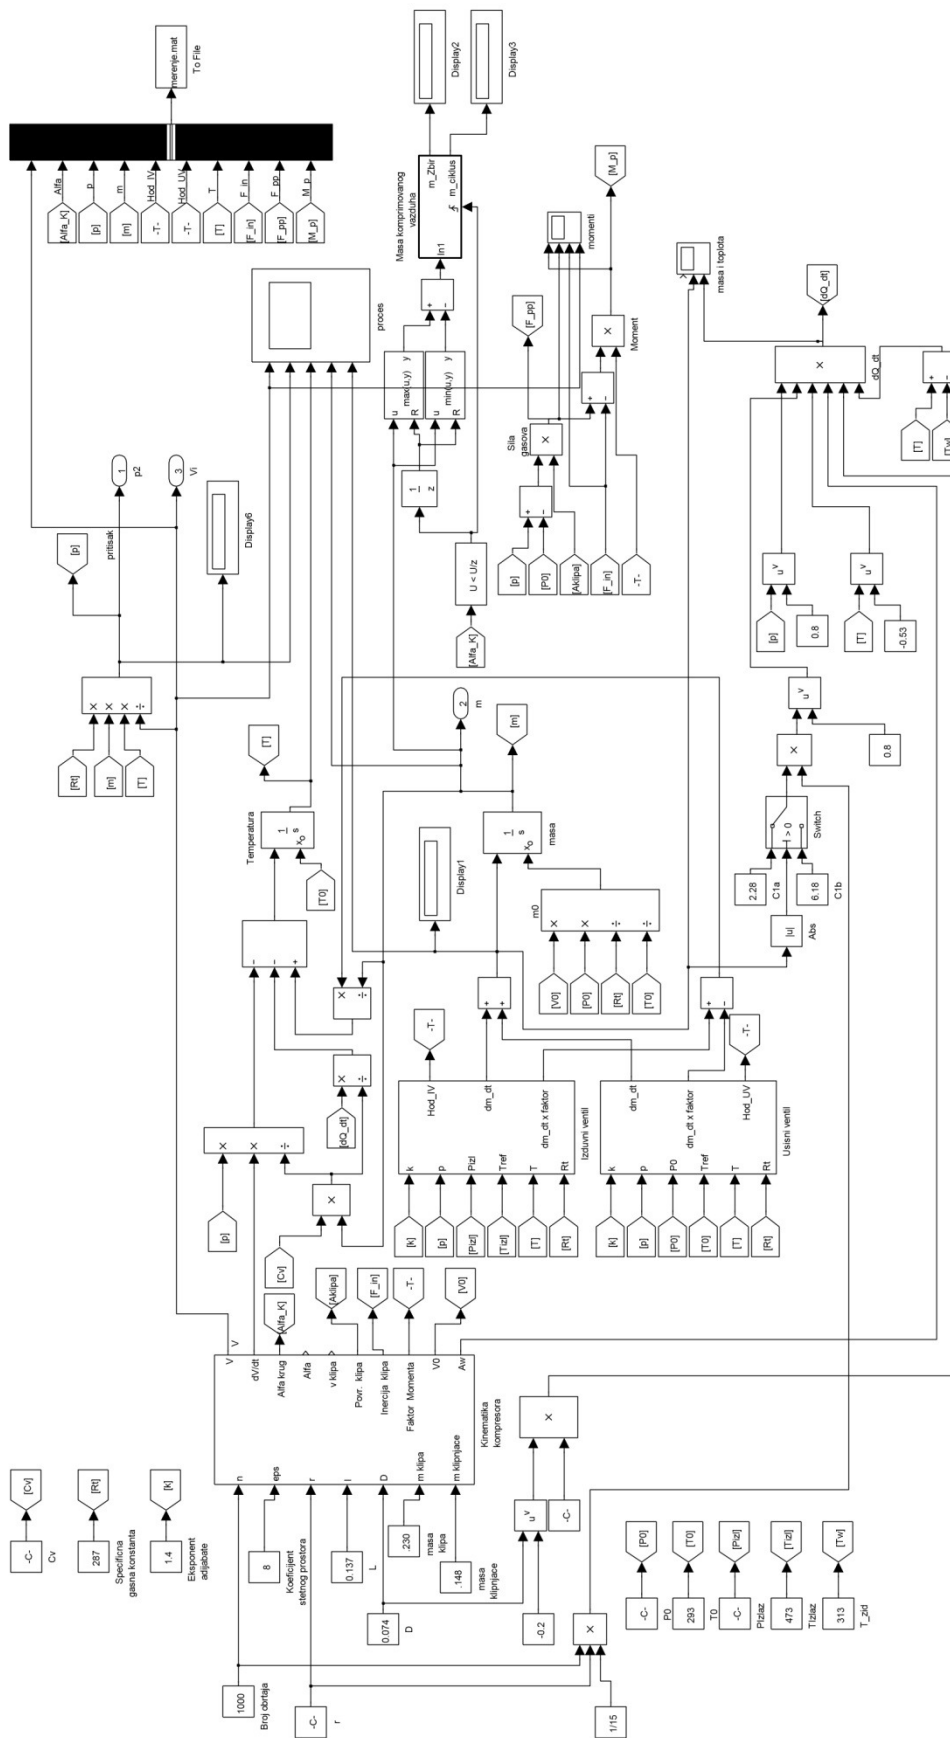 -C-
[Cv]
Cv
287
[Rt]
Specificna
gasna konstanta
1.4
[k]
Eksponent
adijabate
1000
Broj obrtaja
-C-
r
8
Koeficijent
stetnog prostora
0.137
L
0.074
D
.230
masa
klipa
.148
masa
klipnjace
-0.2
u^v
-C-
×
1/15
×
-C-
[P0]
P0
293
[T0]
T0
-C-
[Pizl]
PIzlaz
473
[Tizl]
TIzlaz
313
[Tw]
T_zid
n
eps
r
l
D
m klipa
m klipnjace
V
dV/dt
Alfa krug
Alfa
v klipa
Povr. klipa
Inercija klipa
Faktor Momenta
V0
Aw
Kinematika
kompresora
V
[Alfa_K]
[Aklipa]
[F_in]
-T-
[V0]
[Cv]
×
[p]
×
×
÷
[dQ_dt]
×
÷
×
÷
−
−
+
Temperatura
1
s
xo
[T0]
[T]
[Rt]
[m]
[T]
×
×
×
÷
[p]
pritisak
1
p2
3
Vi
Display6
[k]
[p]
[Pizl]
[Tizl]
[T]
[Rt]
k
p
Pizl
Tref
T
Rt
Hod_IV
dm_dt
dm_dt x faktor
Izduvni ventil
-T-
[k]
[p]
[P0]
[T0]
[T]
[Rt]
k
p
P0
Tref
T
Rt
dm_dt
dm_dt x faktor
Hod_UV
Usisni ventil
-T-
+
+
+
−
Display1
[V0]
[P0]
[Rt]
[T0]
×
×
÷
÷
m0
1
s
xo
masa
[m]
2
m
|u|
Abs
2.28
C1a
6.18
C1b
| > 0
Switch
×
0.8
u^v
[p]
0.8
u^v
[T]
-0.53
u^v
[T]
[Tw]
+
−
×
dQ_dt
[dQ_dt]
masa i toplota
[Alfa_K]
U < U/z
1
z
u
R
max(u,y)
y
u
R
min(u,y)
y
+
−
Masa komprimovanog
vazduha
In1
m_Zbir
m_ciklus
Display2
Display3
proces
[p]
[P0]
[Aklipa]
[F_in]
-T-
+
−
Sila
gasova
×
[F_pp]
+
−
×
Moment
momenti
[M_p]
[Alfa_K]
[p]
[m]
-T-
-T-
[T]
[F_in]
[F_pp]
[M_p]
Alfa
p
m
Hod_IV
Hod_UV
T
F_in
F_pp
M_p
merenje.mat
To File